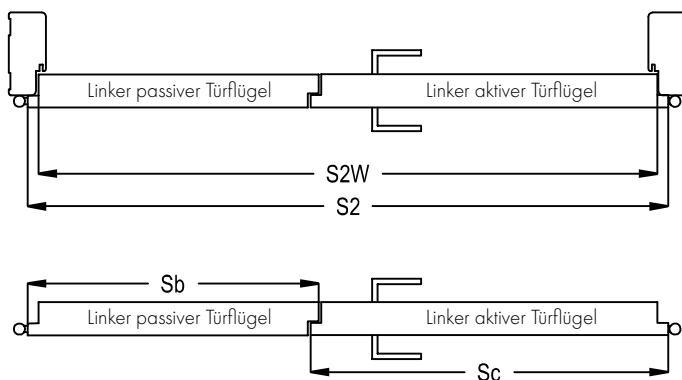 Linker passiver Türflügel
Linker aktiver Türflügel
S2W
S2
Sb
Linker passiver Türflügel
Linker aktiver Türflügel
Sc